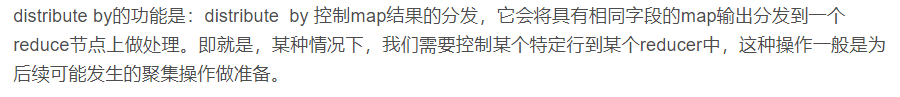 distribute by的功能是：distribute  by 控制map结果的分发，它会将具有相同字段的map输出分发到一个
reduce节点上做处理。即就是，某种情况下，我们需要控制某个特定行到某个reducer中，这种操作一般是为
后续可能发生的聚集操作做准备。